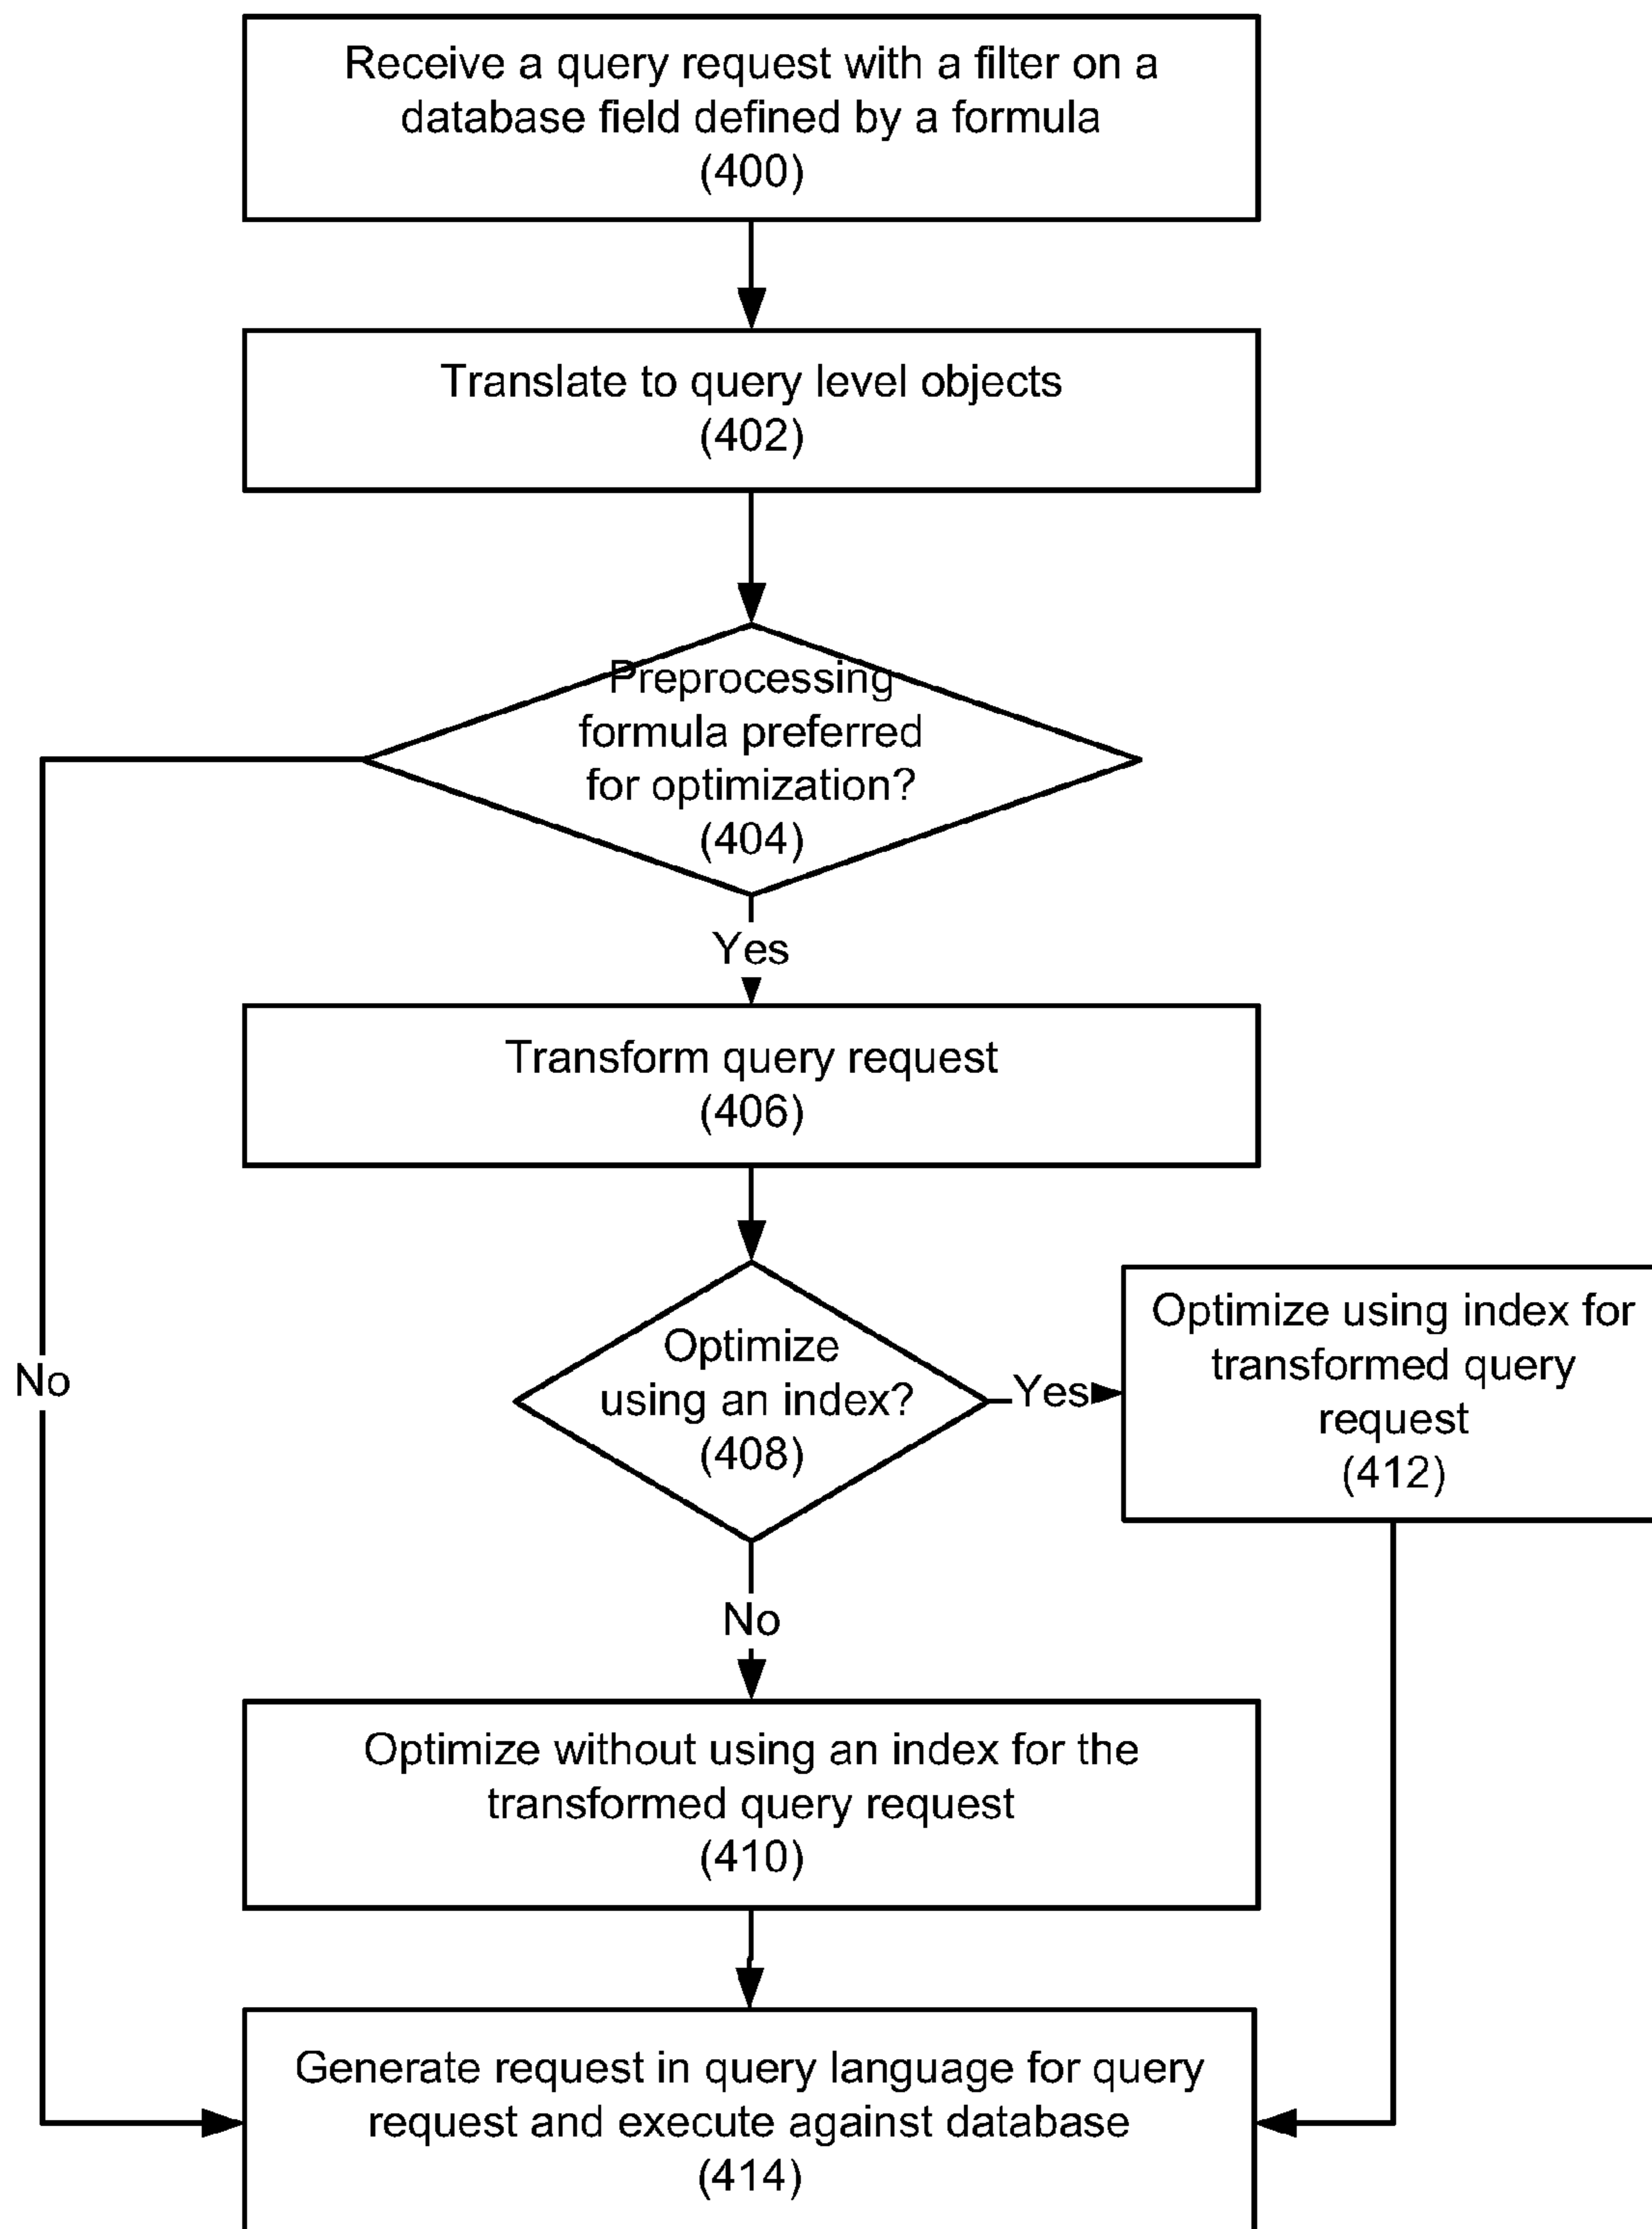 Receive a query request with a filter on a
database field defined by a formula
(400)
Translate to query level objects
(402)
Preprocessing
formula preferred
for optimization?
(404)
Yes
Transform query request
(406)
No
Optimize
using an index?
(408)
Yes
Optimize using index for
transformed query
request
(412)
No
Optimize without using an index for the
transformed query request
(410)
Generate request in query language for query
request and execute against database
(414)